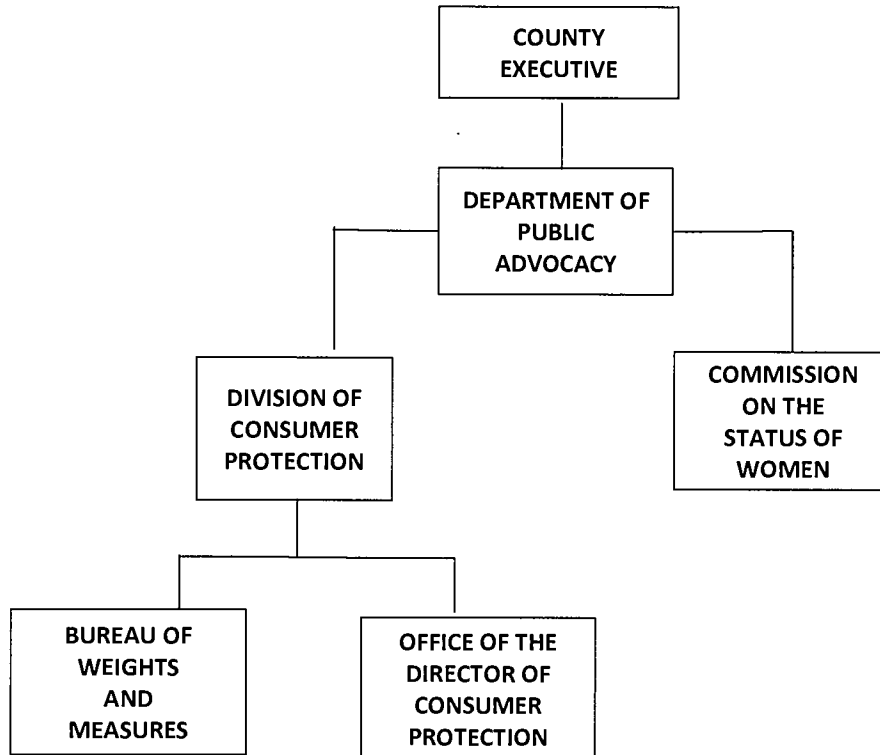 COUNTY
EXECUTIVE
DEPARTMENT OF
PUBLIC
ADVOCACY
DIVISION OF
CONSUMER
PROTECTION
COMMISSION
ON THE
STATUS OF
WOMEN
BUREAU OF
WEIGHTS
AND
MEASURES
OFFICE OF THE
DIRECTOR OF
CONSUMER
PROTECTION